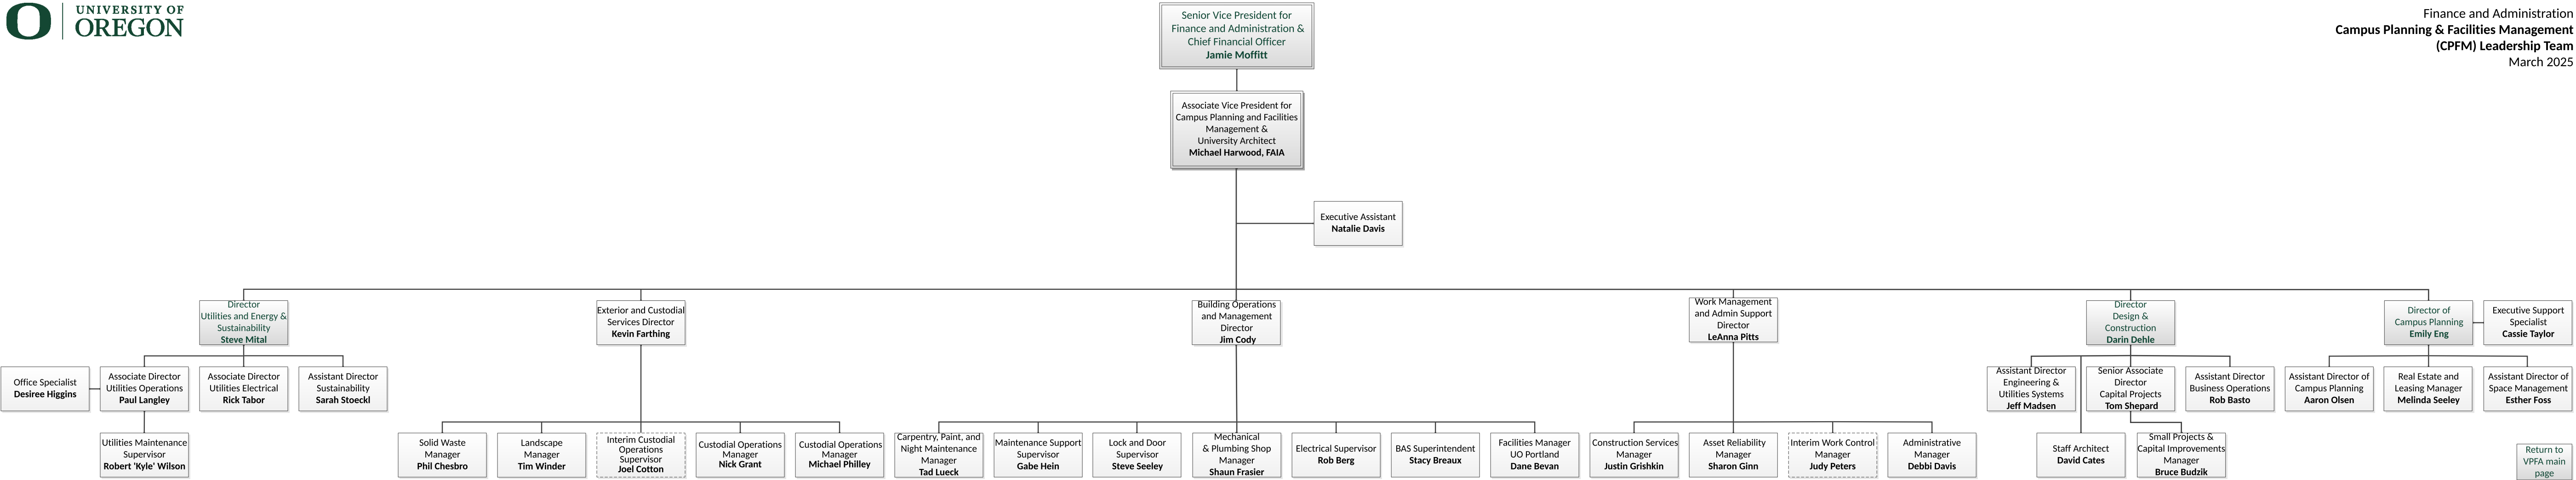 UNIVERSITY OF
OREGON
Finance and Administration
Campus Planning & Facilities Management
(CPFM) Leadership Team
March 2025
Senior Vice President for
Finance and Administration &
Chief Financial Officer
Jamie Moffitt
Associate Vice President for
Campus Planning and Facilities
Management &
University Architect
Michael Harwood, FAIA
Executive Assistant
Natalie Davis
Director
Utilities and Energy &
Sustainability
Steve Mital
Exterior and Custodial
Services Director
Kevin Farthing
Building Operations
and Management
Director
Jim Cody
Work Management
and Admin Support
Director
LeAnna Pitts
Director
Design &
Construction
Darin Dehle
Director of
Campus Planning
Emily Eng
Executive Support
Specialist
Cassie Taylor
Office Specialist
Desiree Higgins
Associate Director
Utilities Operations
Paul Langley
Associate Director
Utilities Electrical
Rick Tabor
Assistant Director
Sustainability
Sarah Stoeckl
Assistant Director
Engineering &
Utilities Systems
Jeff Madsen
Senior Associate
Director
Capital Projects
Tom Shepard
Assistant Director
Business Operations
Rob Basto
Assistant Director of
Campus Planning
Aaron Olsen
Real Estate and
Leasing Manager
Melinda Seeley
Assistant Director of
Space Management
Esther Foss
Utilities Maintenance
Supervisor
Robert 'Kyle' Wilson
Solid Waste
Manager
Phil Chesbro
Landscape
Manager
Tim Winder
Interim Custodial
Operations
Supervisor
Joel Cotton
Custodial Operations
Manager
Nick Grant
Custodial Operations
Manager
Michael Philley
Carpentry, Paint, and
Night Maintenance
Manager
Tad Lueck
Maintenance Support
Supervisor
Gabe Hein
Lock and Door
Supervisor
Steve Seeley
Mechanical
& Plumbing Shop
Manager
Shaun Frasier
Electrical Supervisor
Rob Berg
BAS Superintendent
Stacy Breaux
Facilities Manager
UO Portland
Dane Bevan
Construction Services
Manager
Justin Grishkin
Asset Reliability
Manager
Sharon Ginn
Interim Work Control
Manager
Judy Peters
Administrative
Manager
Debbi Davis
Staff Architect
David Cates
Small Projects &
Capital Improvements
Manager
Bruce Budzik
Return to
VPFA main
page